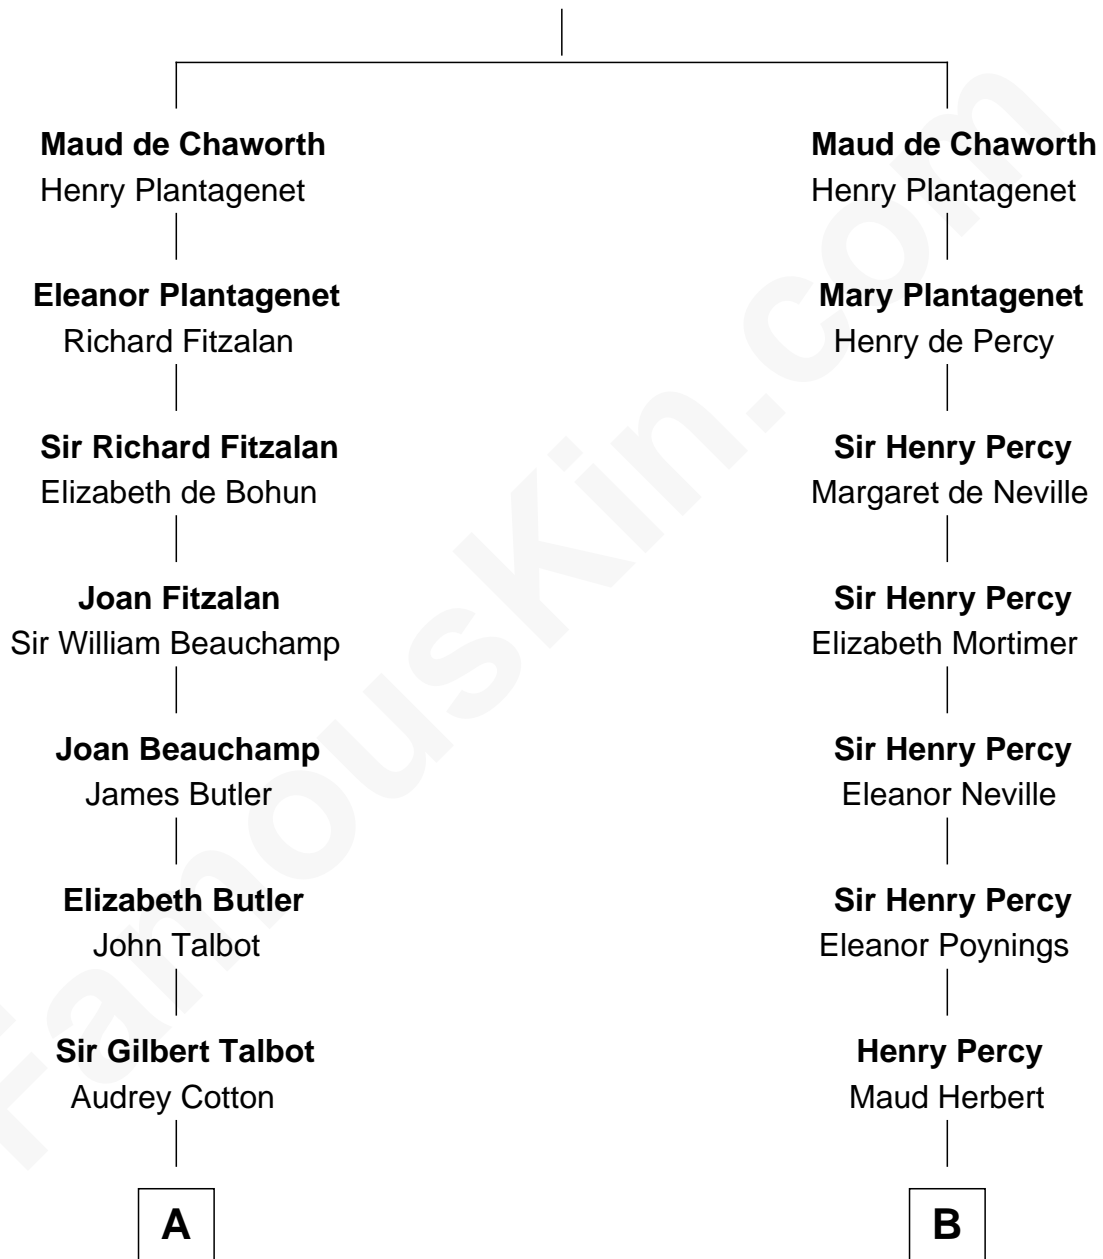 Maud de Chaworth
Henry Plantagenet
Eleanor Plantagenet
Richard Fitzalan
Sir Richard Fitzalan
Elizabeth de Bohun
Joan Fitzalan
Sir William Beauchamp
Joan Beauchamp
James Butler
Elizabeth Butler
John Talbot
Sir Gilbert Talbot
Audrey Cotton
A
Maud de Chaworth
Henry Plantagenet
Mary Plantagenet
Henry de Percy
Sir Henry Percy
Margaret de Neville
Sir Henry Percy
Elizabeth Mortimer
Sir Henry Percy
Eleanor Neville
Sir Henry Percy
Eleanor Poynings
Henry Percy
Maud Herbert
B
FamousKin.com